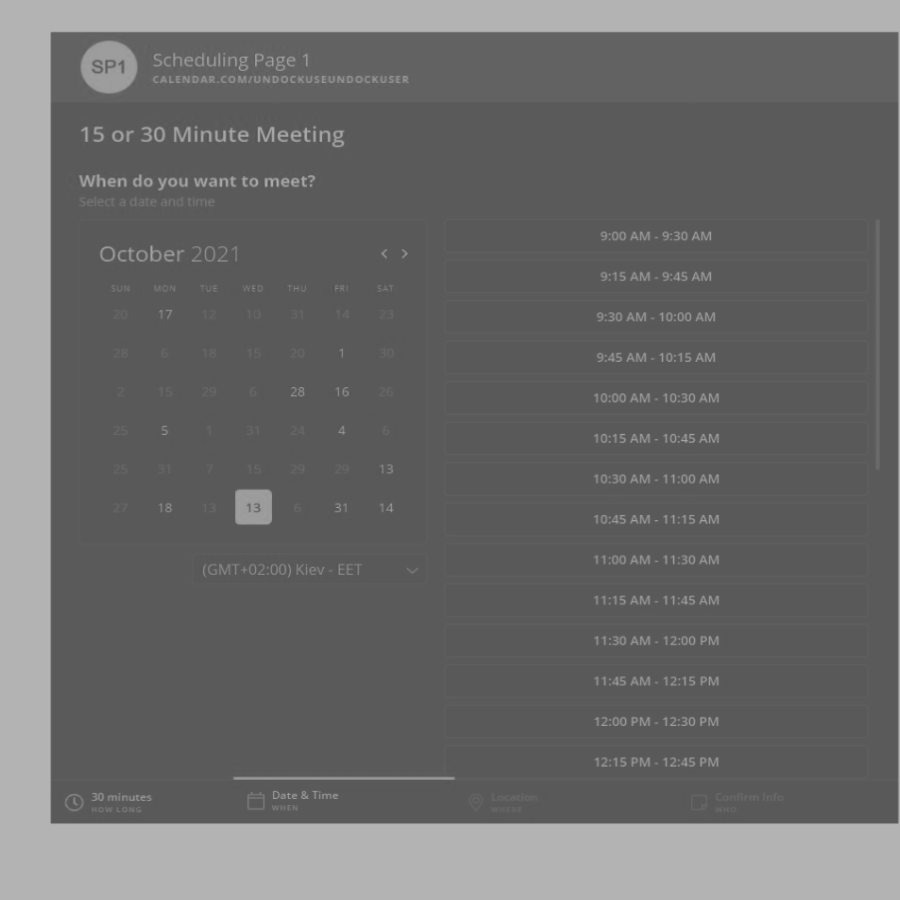 SP1
Scheduling Page 1
CALENDAR.COM/UNDOCKUSEUNDOCKUSER
15 or 30 Minute Meeting
When do you want to meet?
Select a date and time
October 2021
SUN MON TUE WED THU FRI SAT
20 17 12 10 31 14 23
28 6 18 15 20 1 30
2 15 29 6 28 16 26
25 5 1 31 24 4 6
25 31 7 15 29 29 13
27 18 13 13 6 31 14
(GMT+02:00) Kiev - EET
9:00 AM - 9:30 AM
9:15 AM - 9:45 AM
9:30 AM - 10:00 AM
9:45 AM - 10:15 AM
10:00 AM - 10:30 AM
10:15 AM - 10:45 AM
10:30 AM - 11:00 AM
10:45 AM - 11:15 AM
11:00 AM - 11:30 AM
11:15 AM - 11:45 AM
11:30 AM - 12:00 PM
11:45 AM - 12:15 PM
12:00 PM - 12:30 PM
12:15 PM - 12:45 PM
30 minutes
HOW LONG
Date & Time
WHEN
Location
WHERE
Confirm Info
WHO